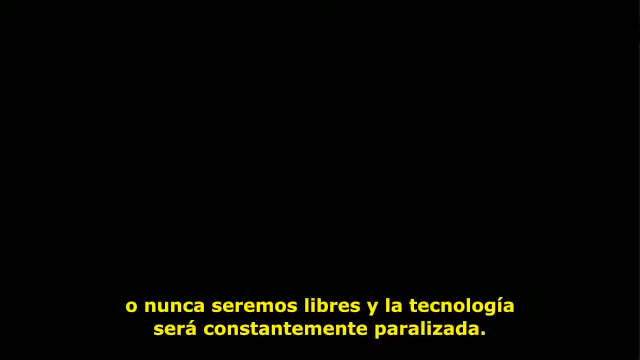 o nunca seremos libres y la tecnología
será constantemente paralizada.